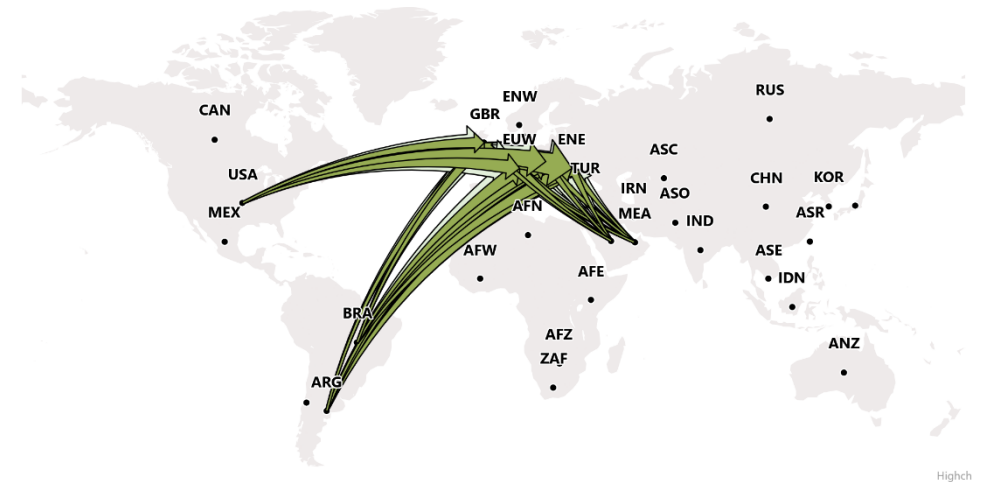 ENW
RUS
CAN
GBR
EUW
ENE
ASC
USA
TUR
CHN
KOR
IRN
ASO
MEX
AFN
MEA
IND
ASR
AFW
ASE
AFE
IDN
BRA
AFZ
ANZ
ZAF
ARG
Highch